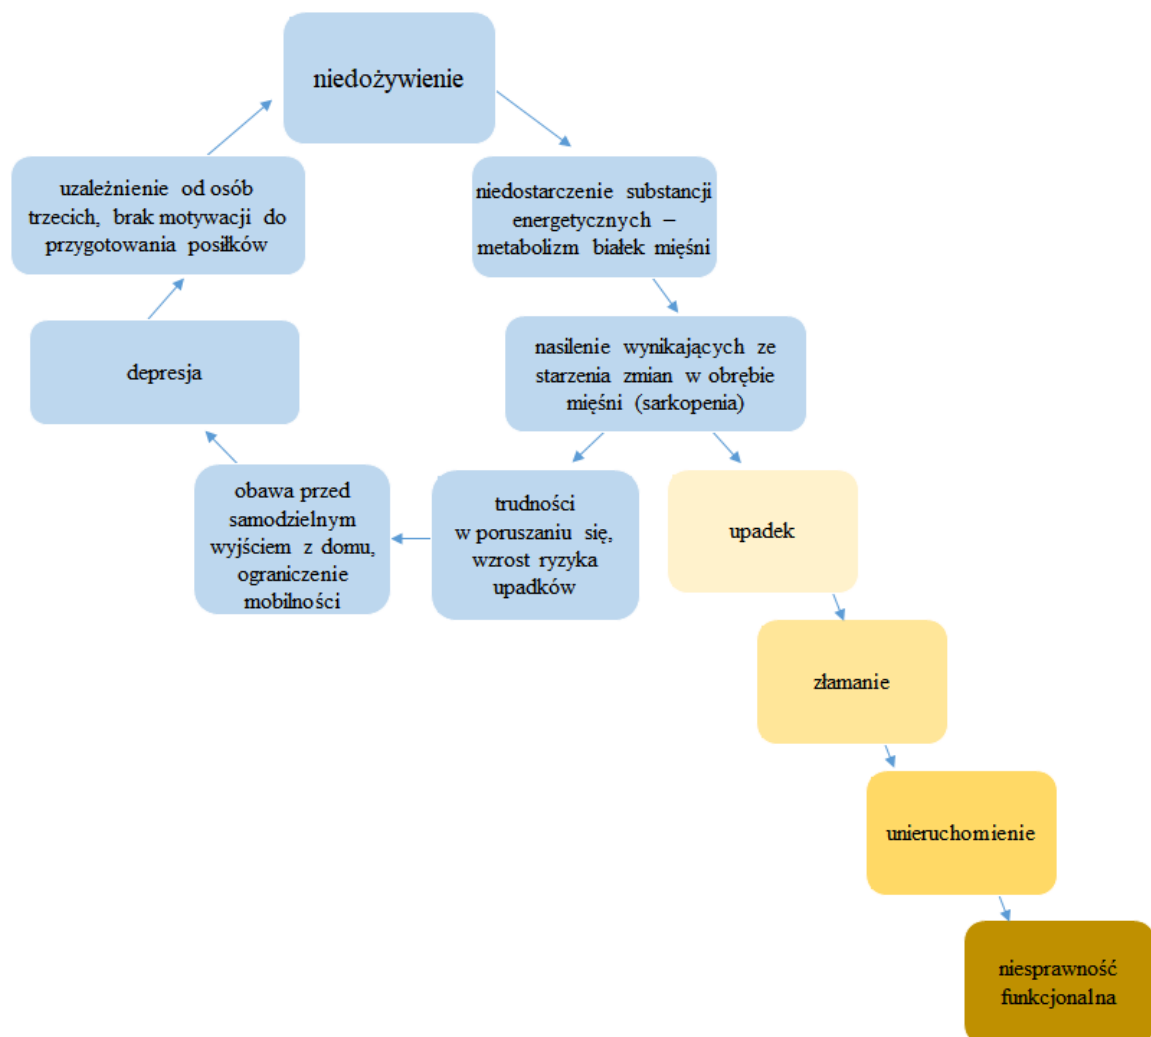 niedożywienie
niedostarczenie substancji
energetycznych –
metabolizm białek mięśni
nasilenie wynikających ze
starzenia zmian w obrębie
mięśni (sarkopenia)
trudności
w poruszaniu się,
wzrost ryzyka
upadków
obawa przed
samodzielnym
wyjściem z domu,
ograniczenie
mobilności
depresja
uzależnienie od osób
trzecich, brak motywacji do
przygotowania posiłków
upadek
złamanie
unieruchomienie
niesprawność
funkcjonalna